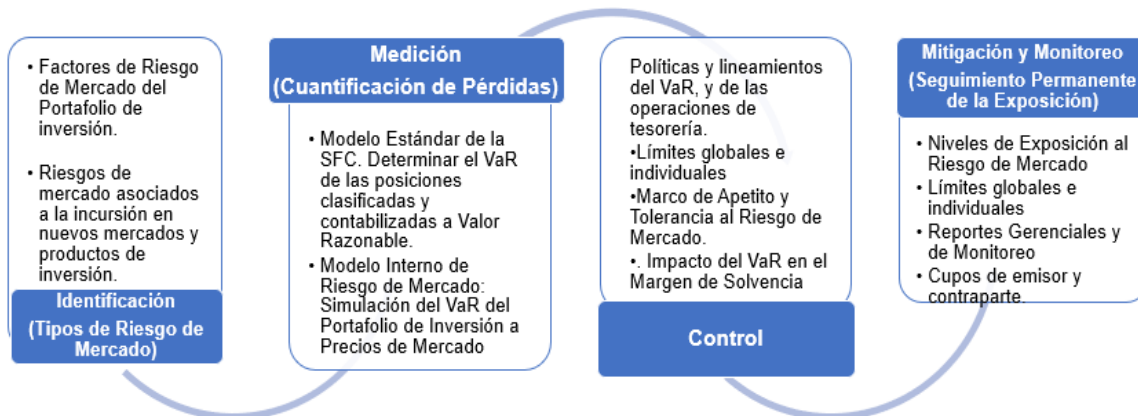 • Factores de Riesgo
de Mercado del
Portafolio de
inversión.
• Riesgos de
mercado asociados
a la incursión en
nuevos mercados y
productos de
inversión.
Identificación
(Tipos de Riesgo de
Mercado)
Medición
(Cuantificación de Pérdidas)
• Modelo Estándar de la
SFC. Determinar el VaR
de las posiciones
clasificadas y
contabilizadas a Valor
Razonable.
• Modelo Interno de
Riesgo de Mercado:
Simulación del VaR del
Portafolio de Inversión a
Precios de Mercado
Políticas y lineamientos
del VaR, y de las
operaciones de
tesorería.
•Límites globales e
individuales
•Marco de Apetito y
Tolerancia al Riesgo de
Mercado.
•. Impacto del VaR en el
Margen de Solvencia
Control
Mitigación y Monitoreo
(Seguimiento Permanente
de la Exposición)
• Niveles de Exposición al
Riesgo de Mercado
• Límites globales e
individuales
• Reportes Gerenciales y
de Monitoreo
• Cupos de emisor y
contraparte.